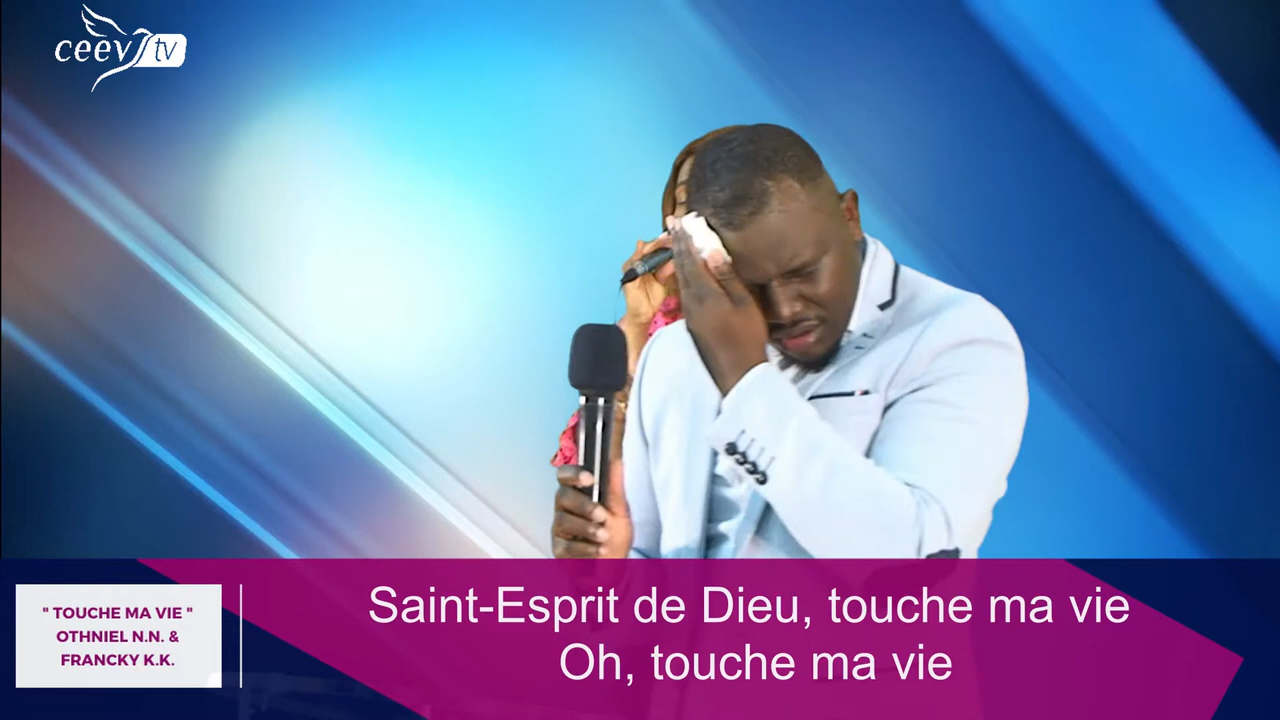 ceev tv
Saint-Esprit de Dieu, touche ma vie
Oh, touche ma vie
" TOUCHE MA VIE "
OTHNIEL N.N. &
FRANCKY K.K.